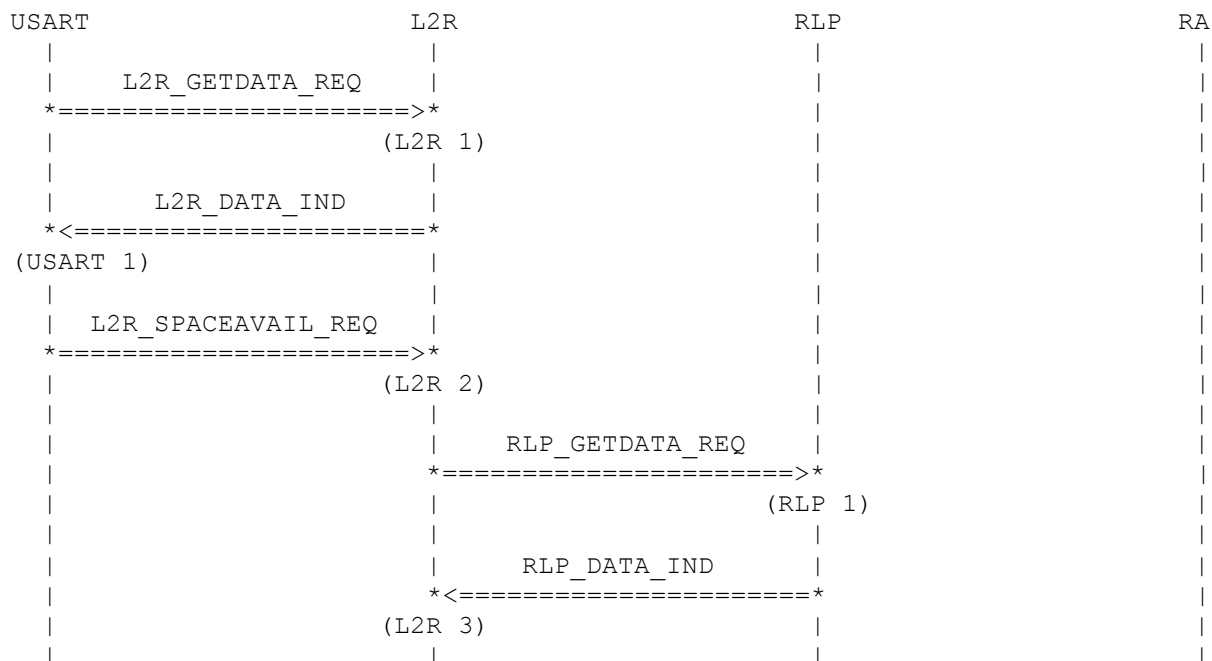 USART L2R RLP RA
L2R_GETDATA_REQ
(L2R 1)
L2R_DATA_IND
(USART 1)
L2R_SPACEAVAIL_REQ
(L2R 2)
RLP_GETDATA_REQ
(RLP 1)
RLP_DATA_IND
(L2R 3)